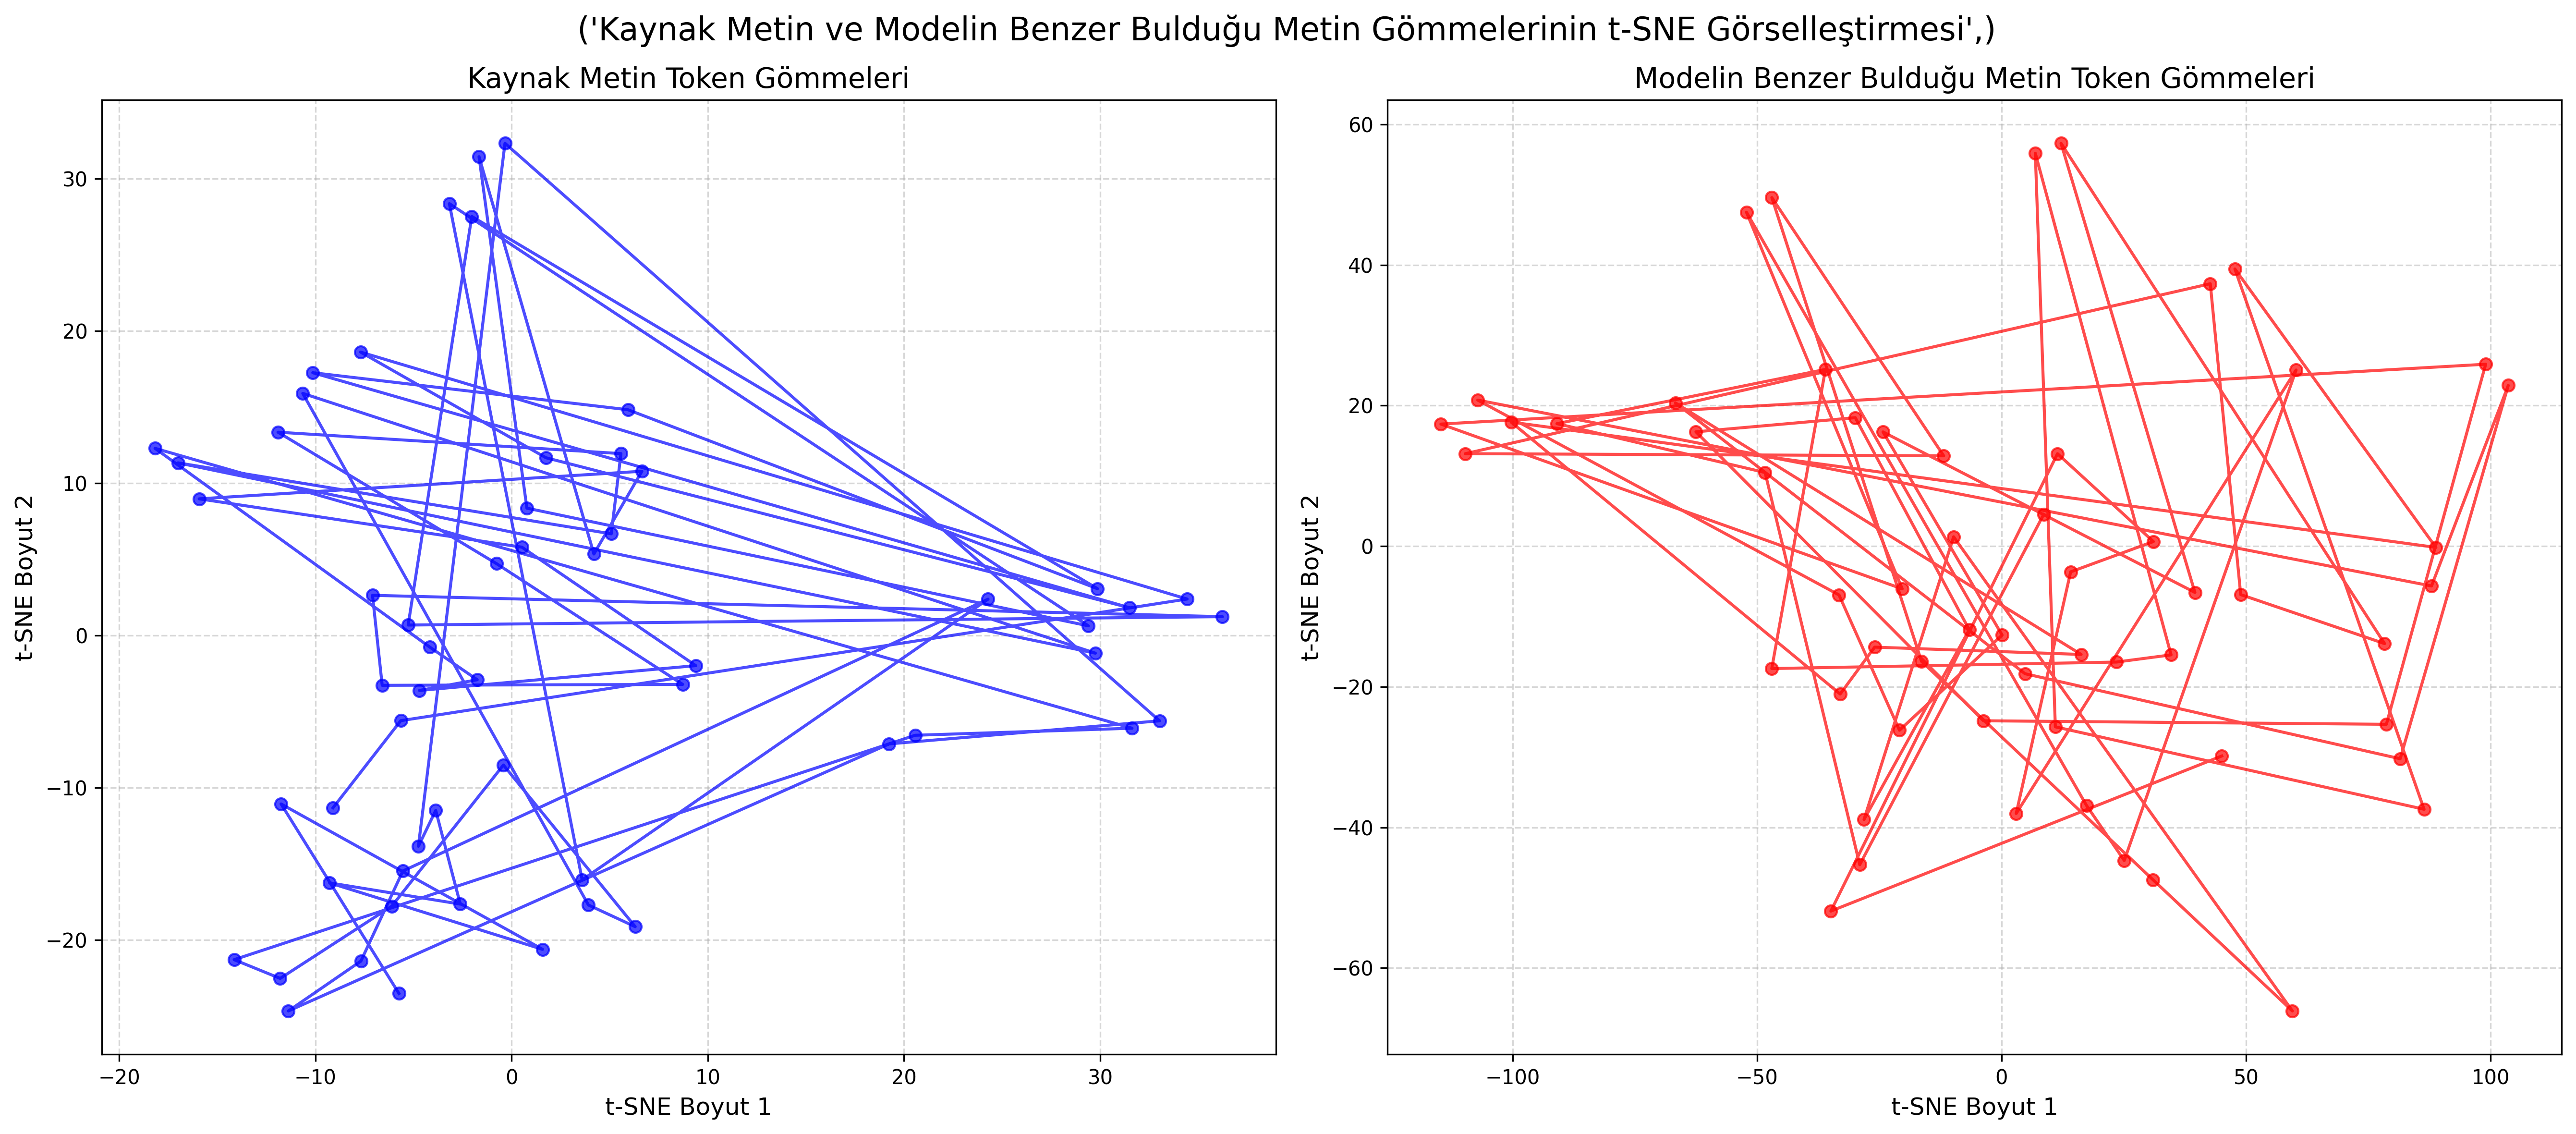 ('Kaynak Metin ve Modelin Benzer Bulduğu Metin Gömmelerinin t-SNE Görselleştirmesi',)
Kaynak Metin Token Gömmeleri
30
20
10
0
−10
−20
t-SNE Boyut 2
−20 −10 0 10 20 30
t-SNE Boyut 1
Modelin Benzer Bulduğu Metin Token Gömmeleri
60
40
20
0
−20
−40
−60
t-SNE Boyut 2
−100 −50 0 50 100
t-SNE Boyut 1